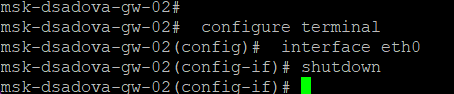 msk-dsadova-gw-02#
msk-dsadova-gw-02#  configure terminal
msk-dsadova-gw-02(config)#  interface eth0
msk-dsadova-gw-02(config-if)# shutdown
msk-dsadova-gw-02(config-if)#